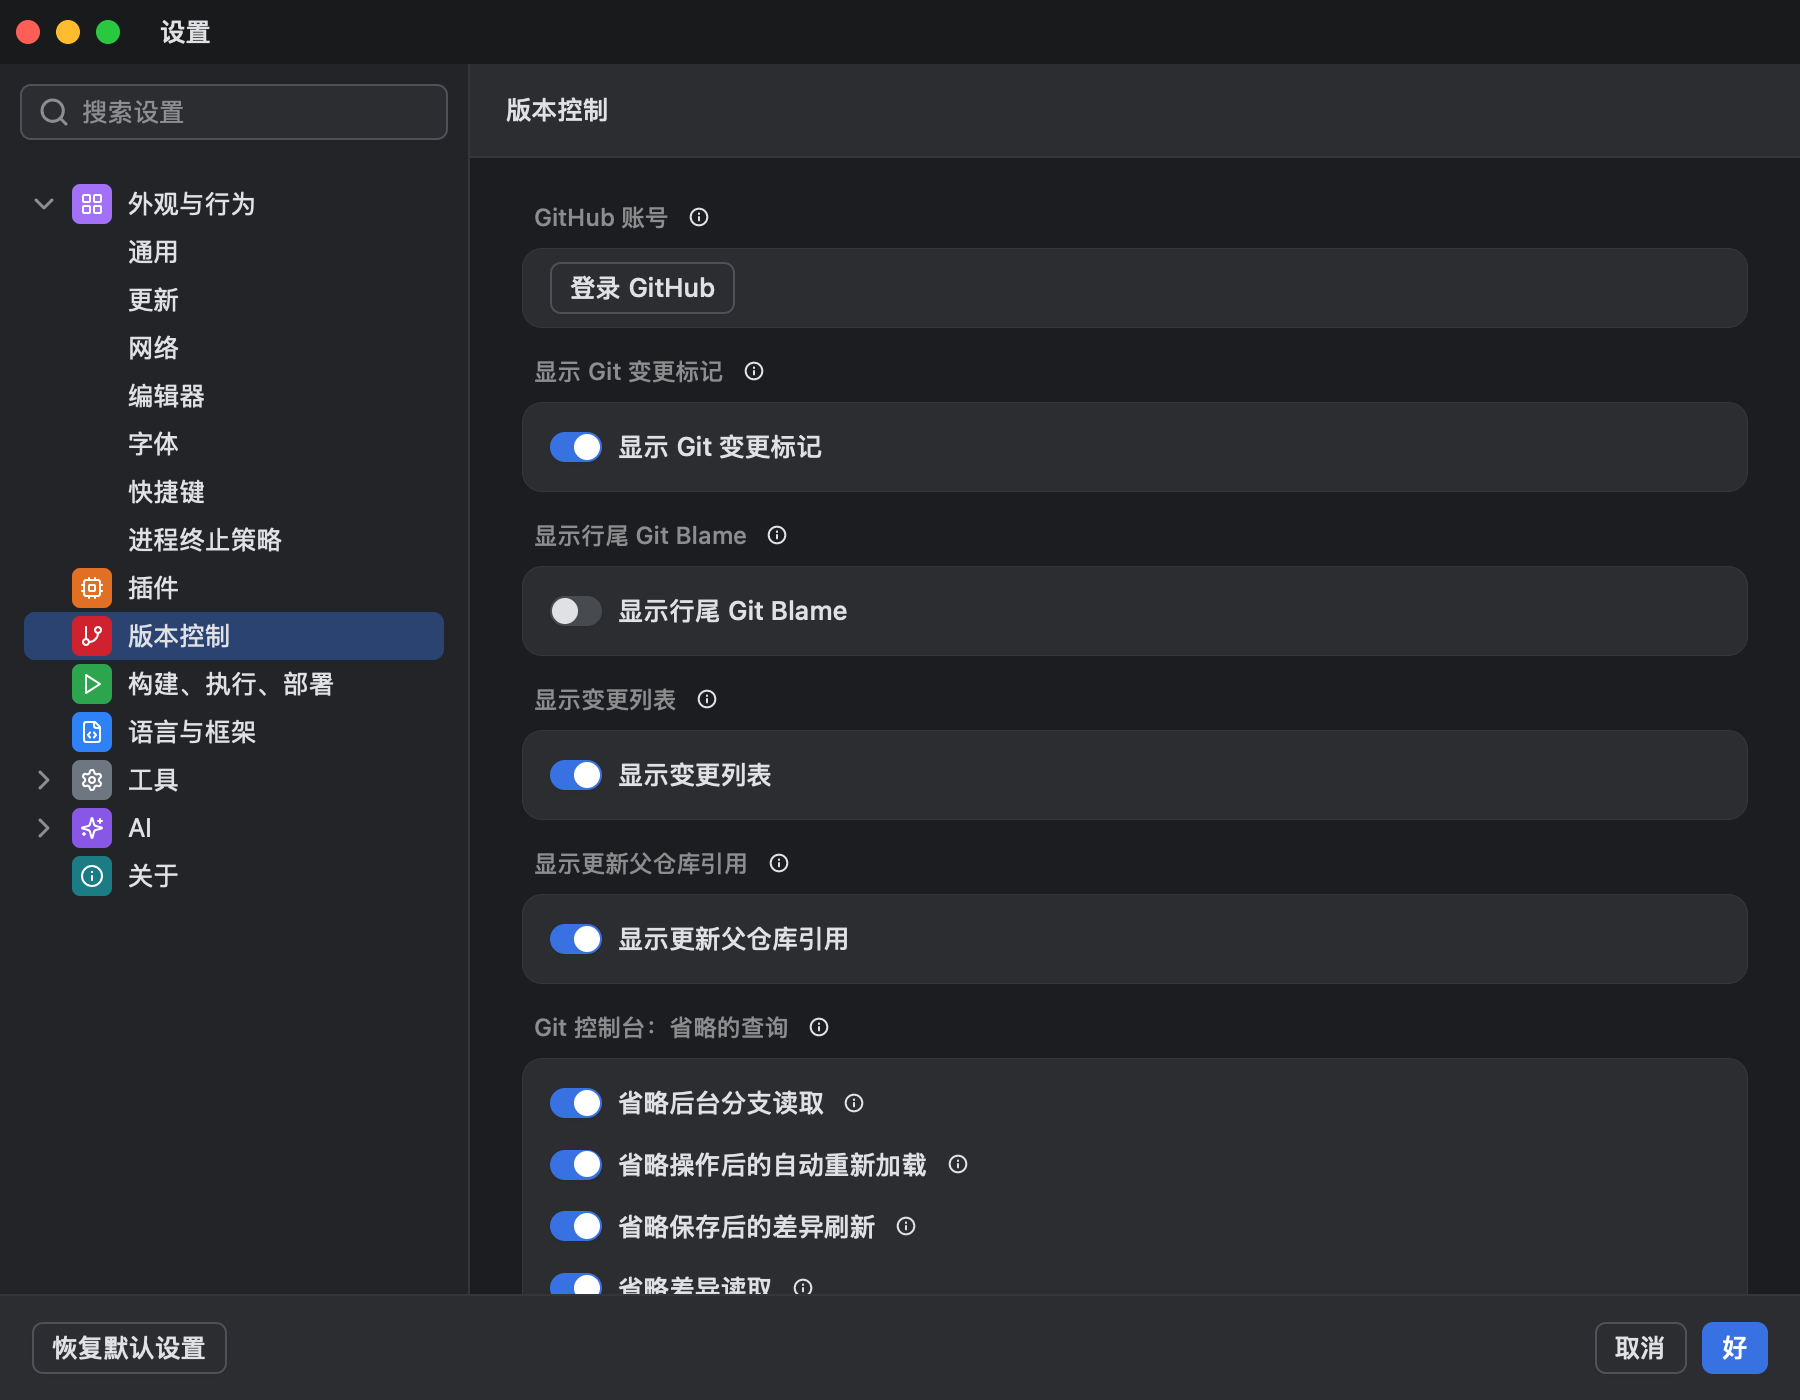 设置
搜索设置
外观与行为
通用
更新
网络
编辑器
字体
快捷键
进程终止策略
插件
版本控制
构建、执行、部署
语言与框架
工具
AI
关于
版本控制
GitHub 账号
登录 GitHub
显示 Git 变更标记
显示 Git 变更标记
显示行尾 Git Blame
显示行尾 Git Blame
显示变更列表
显示变更列表
显示更新父仓库引用
显示更新父仓库引用
Git 控制台：省略的查询
省略后台分支读取
省略操作后的自动重新加载
省略保存后的差异刷新
省略差异读取
恢复默认设置
取消
好